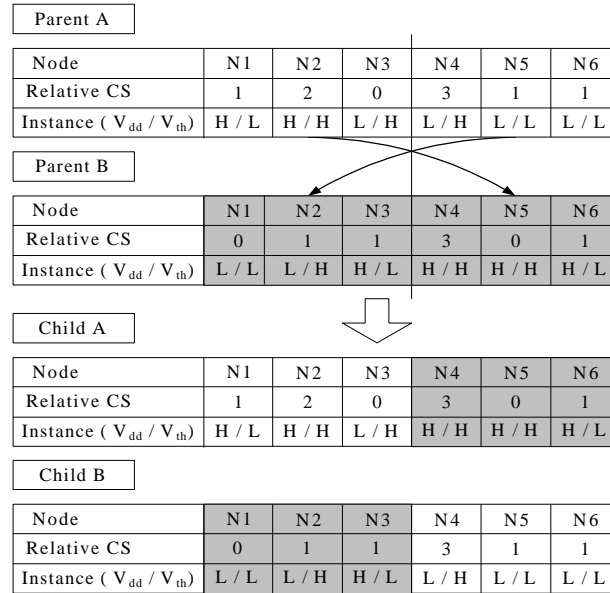 Parent A
Node N1 N2 N3 N4 N5 N6
Relative CS 1 2 0 3 1 1
Instance ( Vdd / Vth) H / L H / H L / H L / H L / L L / L
Parent B
Node N1 N2 N3 N4 N5 N6
Relative CS 0 1 1 3 0 1
Instance ( Vdd / Vth) L / L L / H H / L H / H H / H H / L
Child A
Node N1 N2 N3 N4 N5 N6
Relative CS 1 2 0 3 0 1
Instance ( Vdd / Vth) H / L H / H L / H H / H H / H H / L
Child B
Node N1 N2 N3 N4 N5 N6
Relative CS 0 1 1 3 1 1
Instance ( Vdd / Vth) L / L L / H H / L L / H L / L L / L